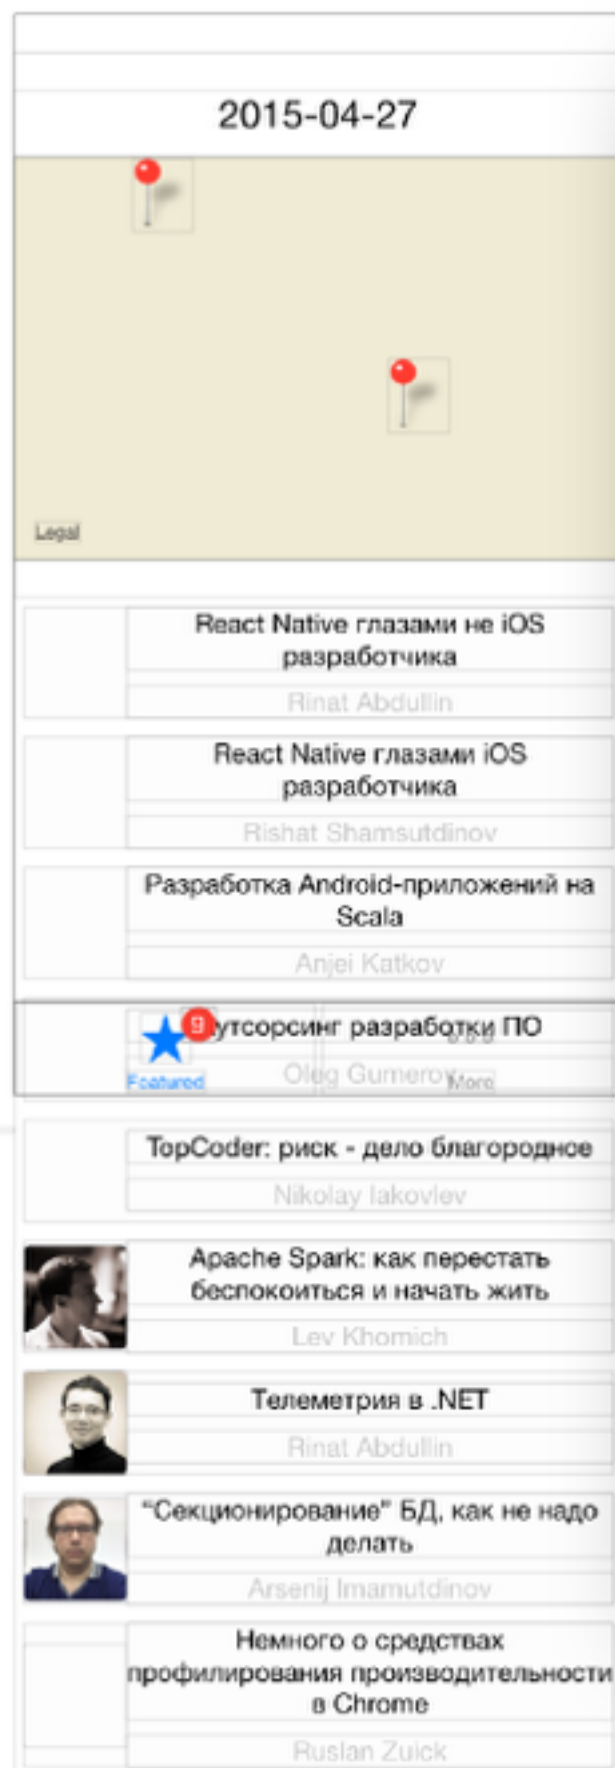 2015-04-27
Legal
React Native глазами не iOS
разработчика
Rinat Abdullin
React Native глазами iOS
разработчика
Rishat Shamsutdinov
Разработка Android-приложений на
Scala
Anjei Katkov
9
утсорсинг разработки ПО
Oleg Gumerov
Featured
More
TopCoder: риск - дело благородное
Nikolay Iakovlev
Apache Spark: как перестать
беспокоиться и начать жить
Lev Khomich
Телеметрия в .NET
Rinat Abdullin
“Секционирование” БД, как не надо
делать
Arsenij Imamutdinov
Немного о средствах
профилирования производительности
в Chrome
Ruslan Zuick